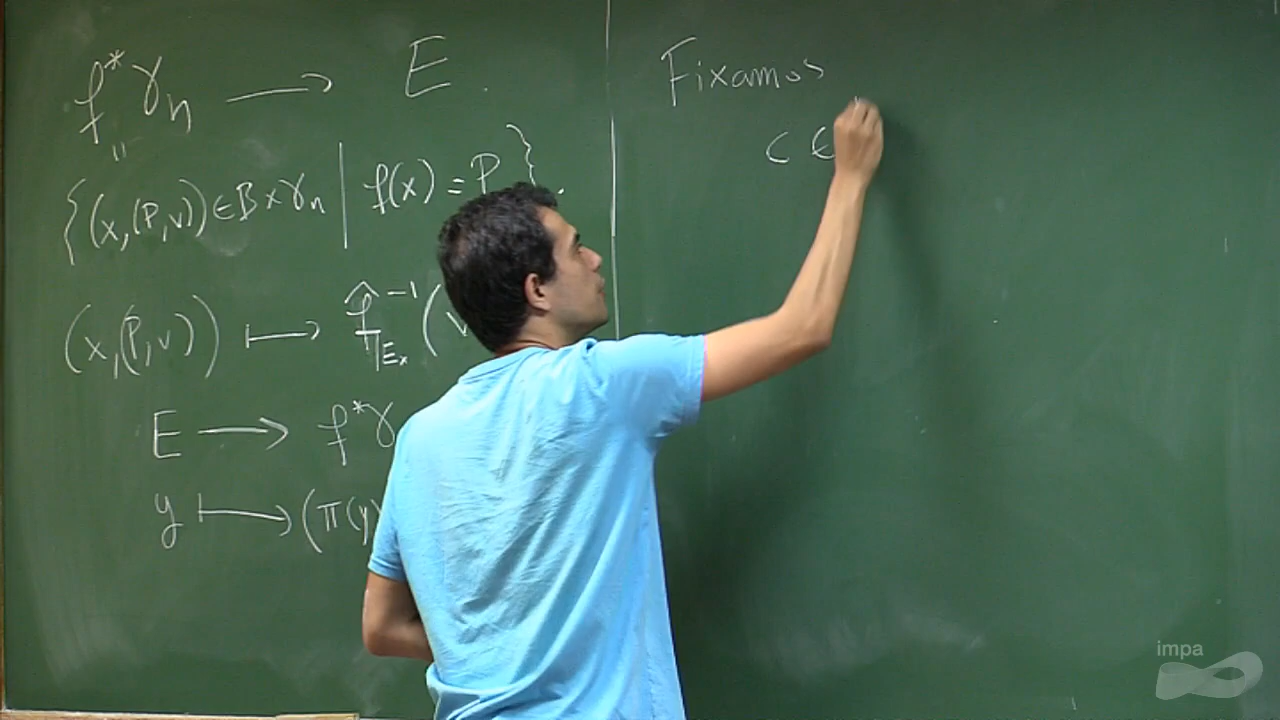 f*γₙ ⟶ E.
"
{(x,(P,v)) ∈ B×γₙ | f(x) = P}.
(x,(P,v)) ⟼ f̂|_{Eₓ}⁻¹(v
E ⟶ f*γ
y ⟼ (π(y)
Fixamos
c ∈
impa